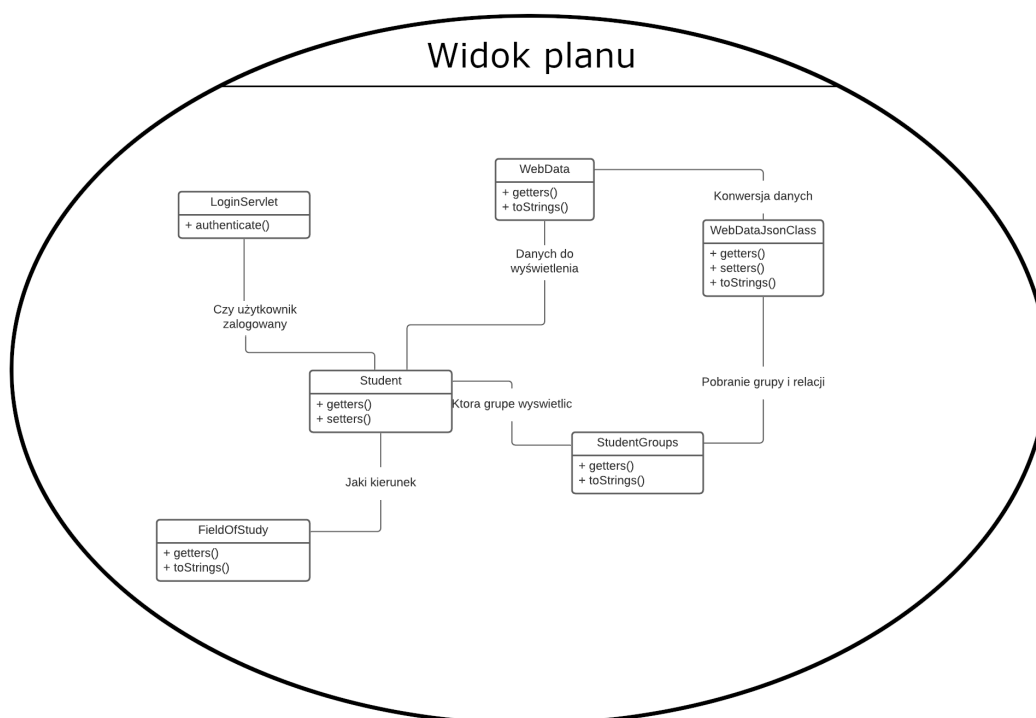 Widok planu
WebData
+ getters()
+ toStrings()
LoginServlet
+ authenticate()
Konwersja danych
WebDataJsonClass
+ getters()
+ setters()
+ toStrings()
Danych do
wyświetlenia
Czy użytkownik
zalogowany
Student
+ getters()
+ setters()
Ktora grupe wyswietlic
Pobranie grupy i relacji
StudentGroups
+ getters()
+ toStrings()
Jaki kierunek
FieldOfStudy
+ getters()
+ toStrings()